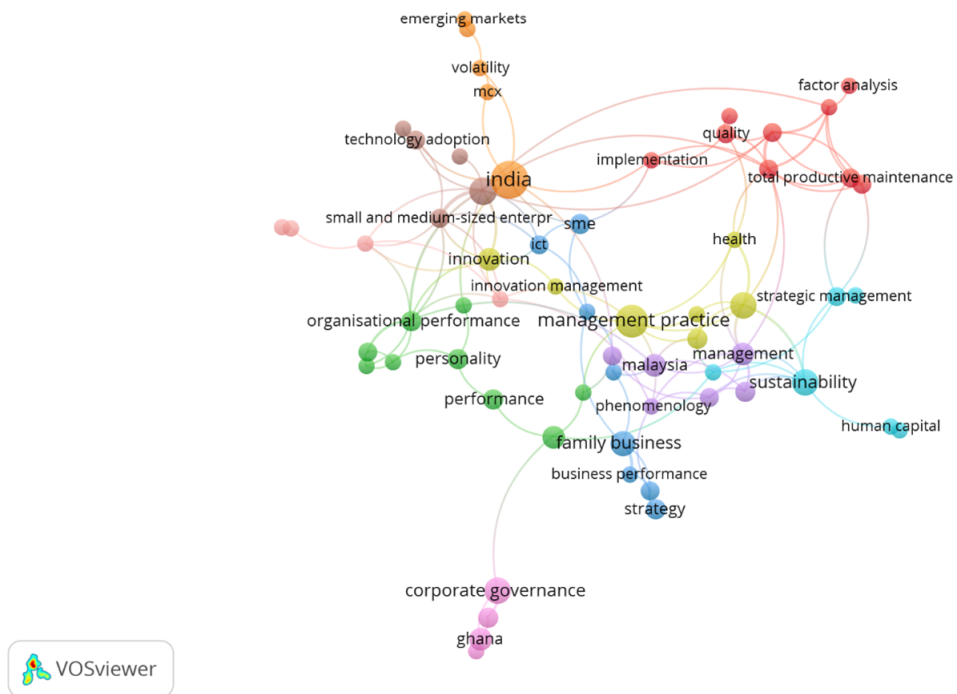 emerging markets
volatility
mcx
factor analysis
technology adoption
quality
implementation
total productive maintenance
india
small and medium-sized enterpr
sme
ict
health
innovation
innovation management
strategic management
organisational performance
management practice
personality
malaysia
management
sustainability
performance
phenomenology
human capital
family business
business performance
strategy
corporate governance
ghana
VOSviewer